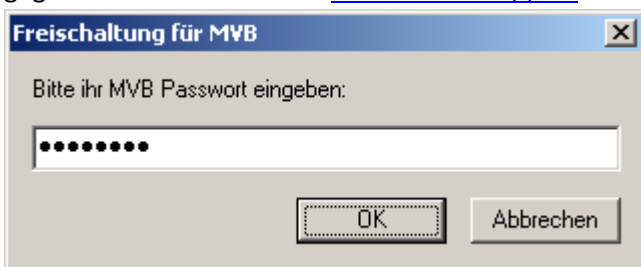 Freischaltung für MVB
Bitte ihr MVB Passwort eingeben:
••••••••
OK
Abbrechen